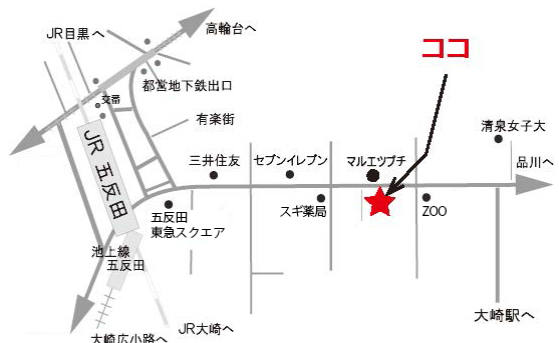 JR目黒へ
高輪台へ
ココ
都営地下鉄出口
交番
有楽街
清泉女子大
JR 五反田
三井住友
セブンイレブン
マルエツプチ
品川へ
五反田
東急スクエア
スギ薬局
ZOO
池上線
五反田
大崎広小路へ
JR大崎へ
大崎駅へ